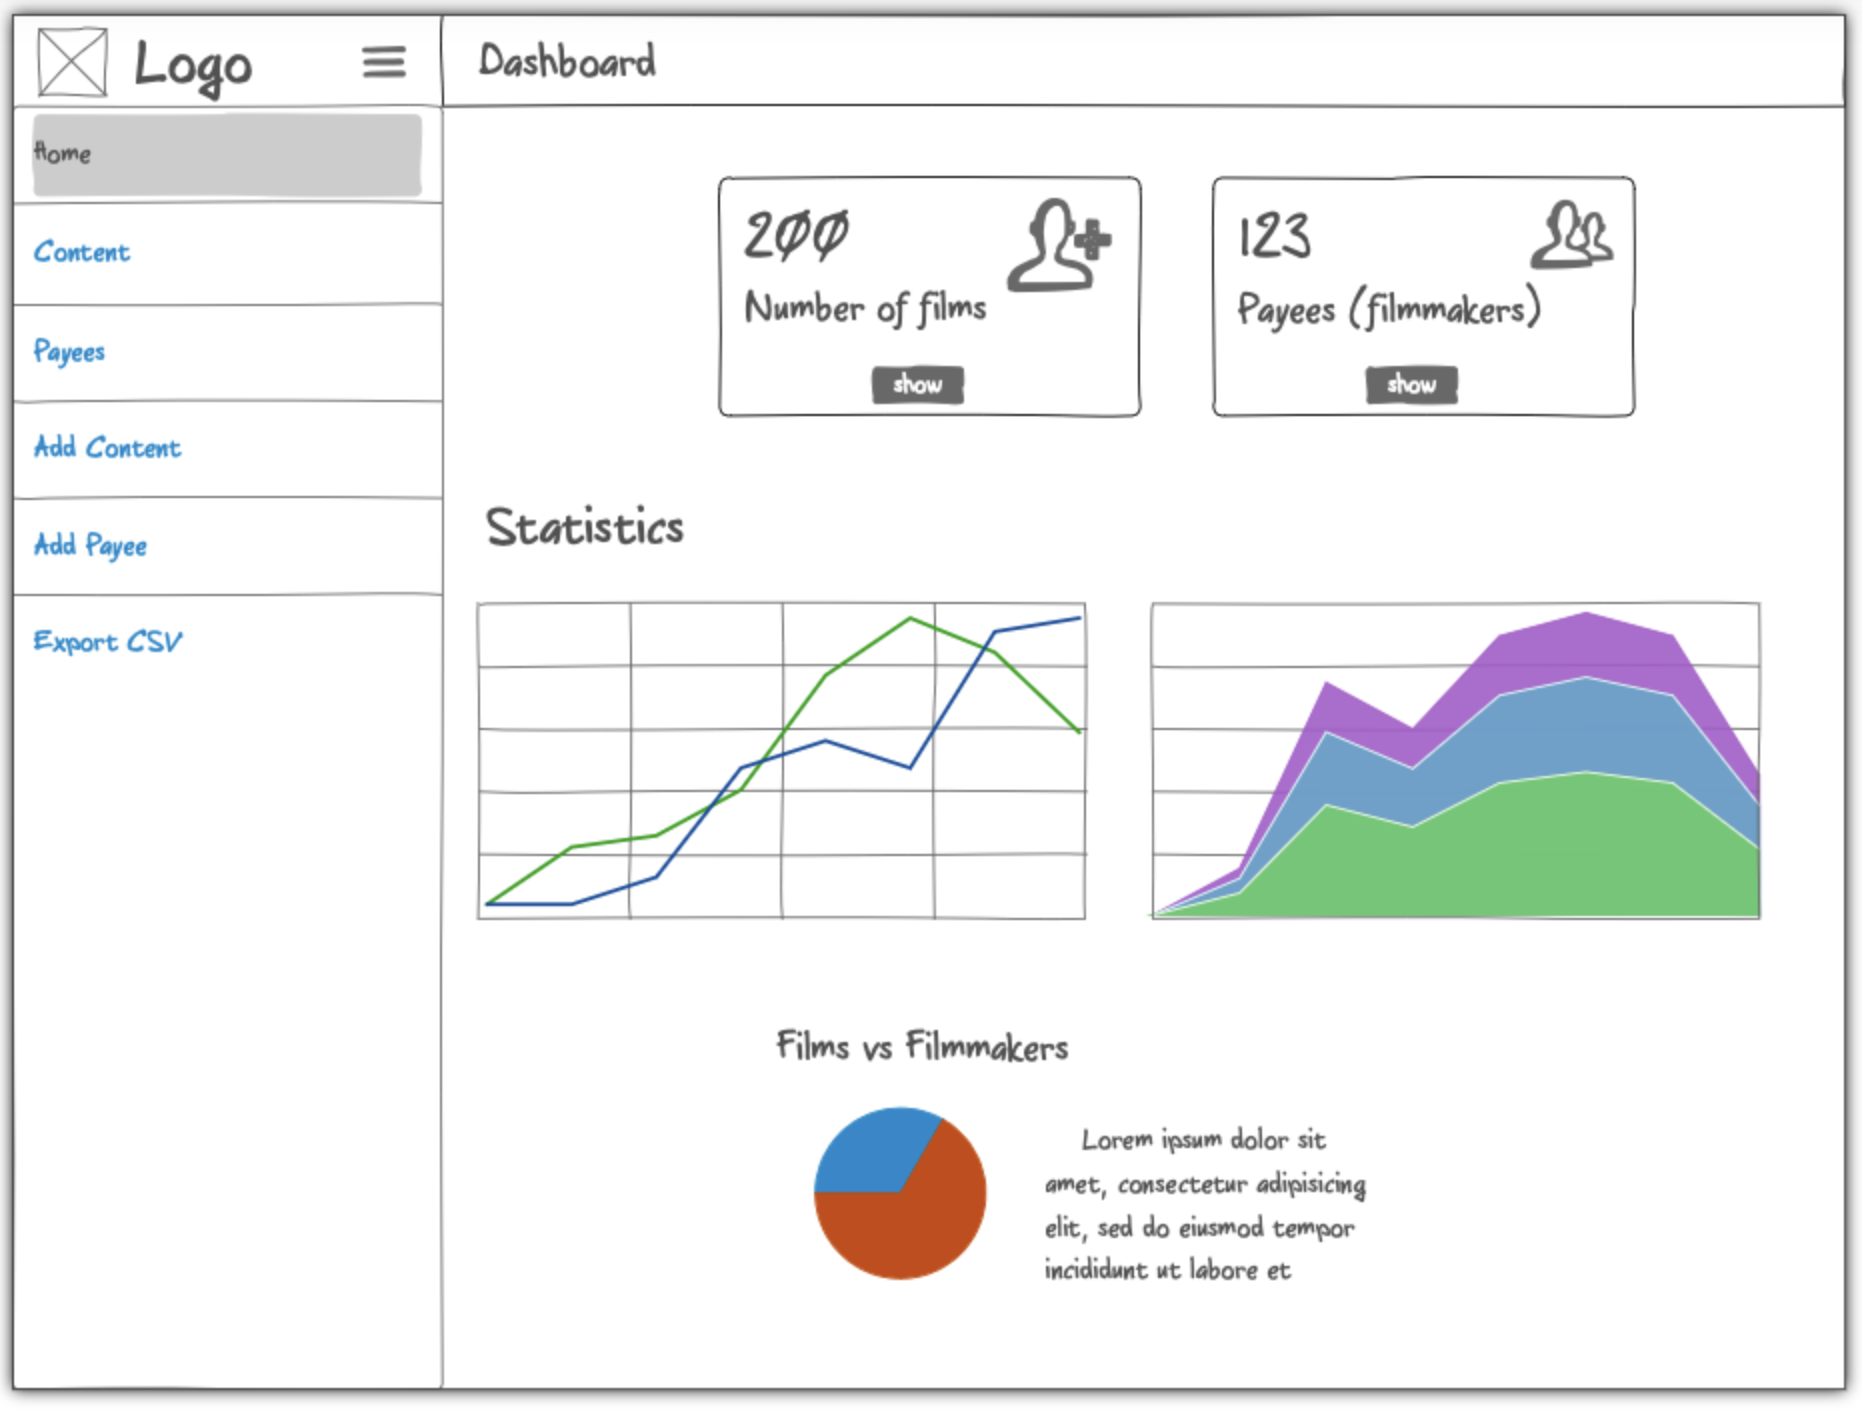 Logo
Dashboard
Home
Content
Payees
Add Content
Add Payee
Export CSV
200
Number of films
show
123
Payees (filmmakers)
show
Statistics
Films vs Filmmakers
Lorem ipsum dolor sit
amet, consectetur adipisicing
elit, sed do eiusmod tempor
incididunt ut labore et